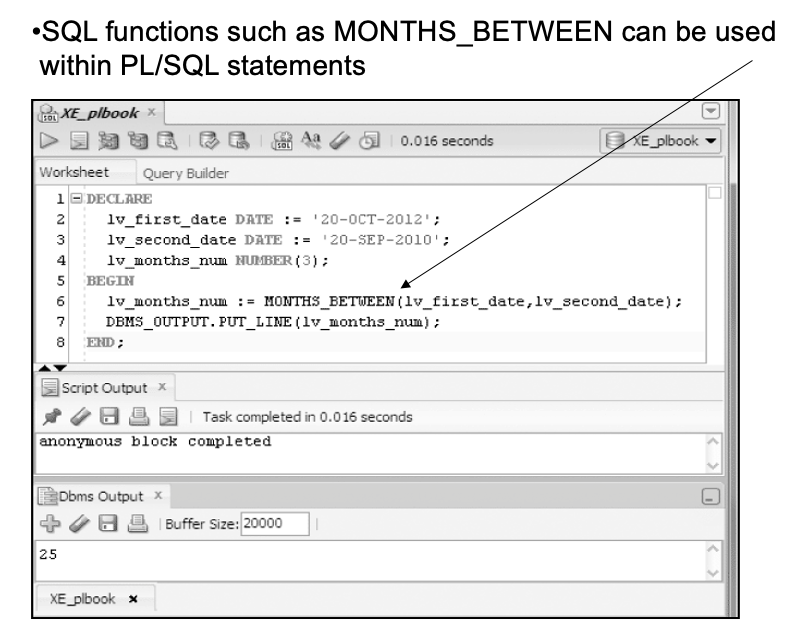 •SQL functions such as MONTHS_BETWEEN can be used
within PL/SQL statements
XE_plbook ×
0.016 seconds XE_plbook
Worksheet Query Builder
1 DECLARE
2 lv_first_date DATE := '20-OCT-2012';
3 lv_second_date DATE := '20-SEP-2010';
4 lv_months_num NUMBER(3);
5 BEGIN
6 lv_months_num := MONTHS_BETWEEN(lv_first_date,lv_second_date);
7 DBMS_OUTPUT.PUT_LINE(lv_months_num);
8 END;
Script Output ×
Task completed in 0.016 seconds
anonymous block completed
Dbms Output ×
Buffer Size: 20000
25
XE_plbook ×